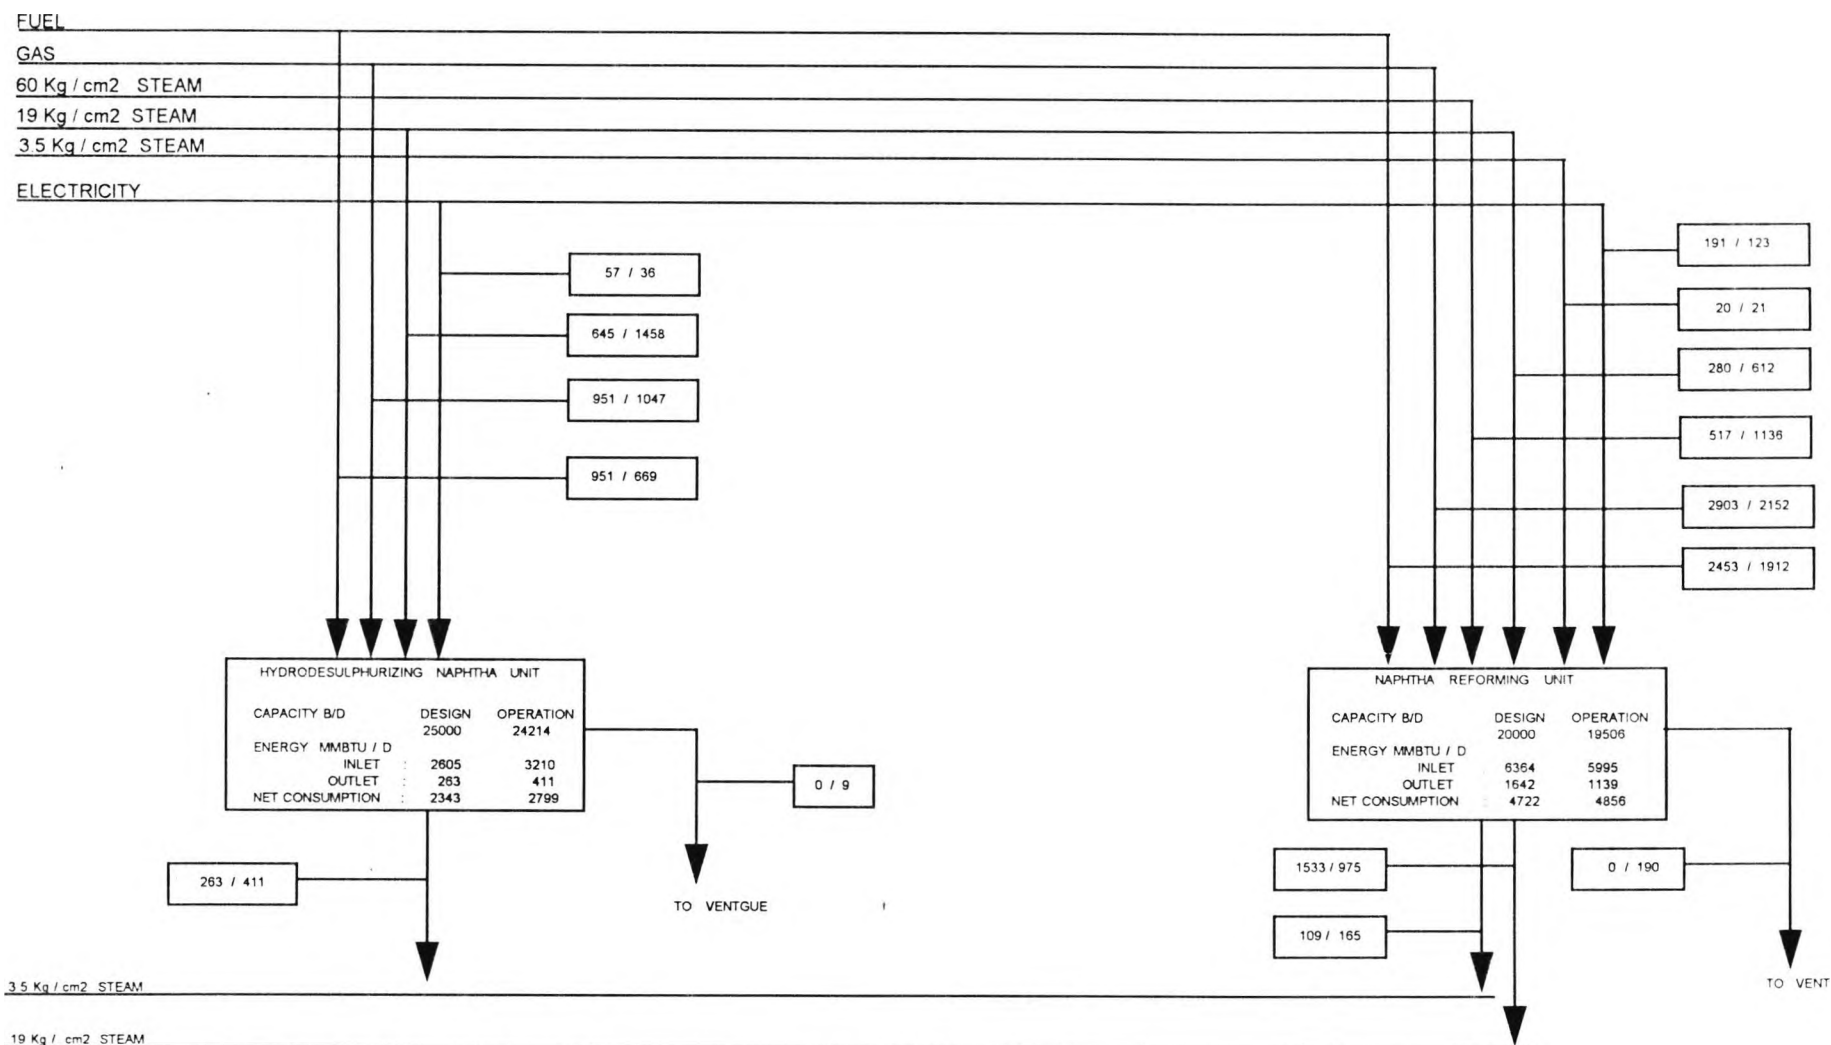 FUEL
GAS
60 Kg / cm2 STEAM
19 Kg / cm2 STEAM
3.5 Kg / cm2 STEAM
ELECTRICITY
57 / 36
645 / 1458
951 / 1047
951 / 669
191 / 123
20 / 21
280 / 612
517 / 1136
2903 / 2152
2453 / 1912
HYDRODESULPHURIZING NAPHTHA UNIT
CAPACITY B/D DESIGN OPERATION
25000 24214
ENERGY MMBTU / D
INLET : 2605 3210
OUTLET : 263 411
NET CONSUMPTION : 2343 2799
0 / 9
263 / 411
TO VENTGUE
NAPHTHA REFORMING UNIT
CAPACITY B/D DESIGN OPERATION
20000 19506
ENERGY MMBTU / D
INLET 6364 5995
OUTLET 1642 1139
NET CONSUMPTION : 4722 4856
1533 / 975
0 / 190
109 / 165
TO VENT
3 5 Kg / cm2 STEAM
19 Kg / cm2 STEAM